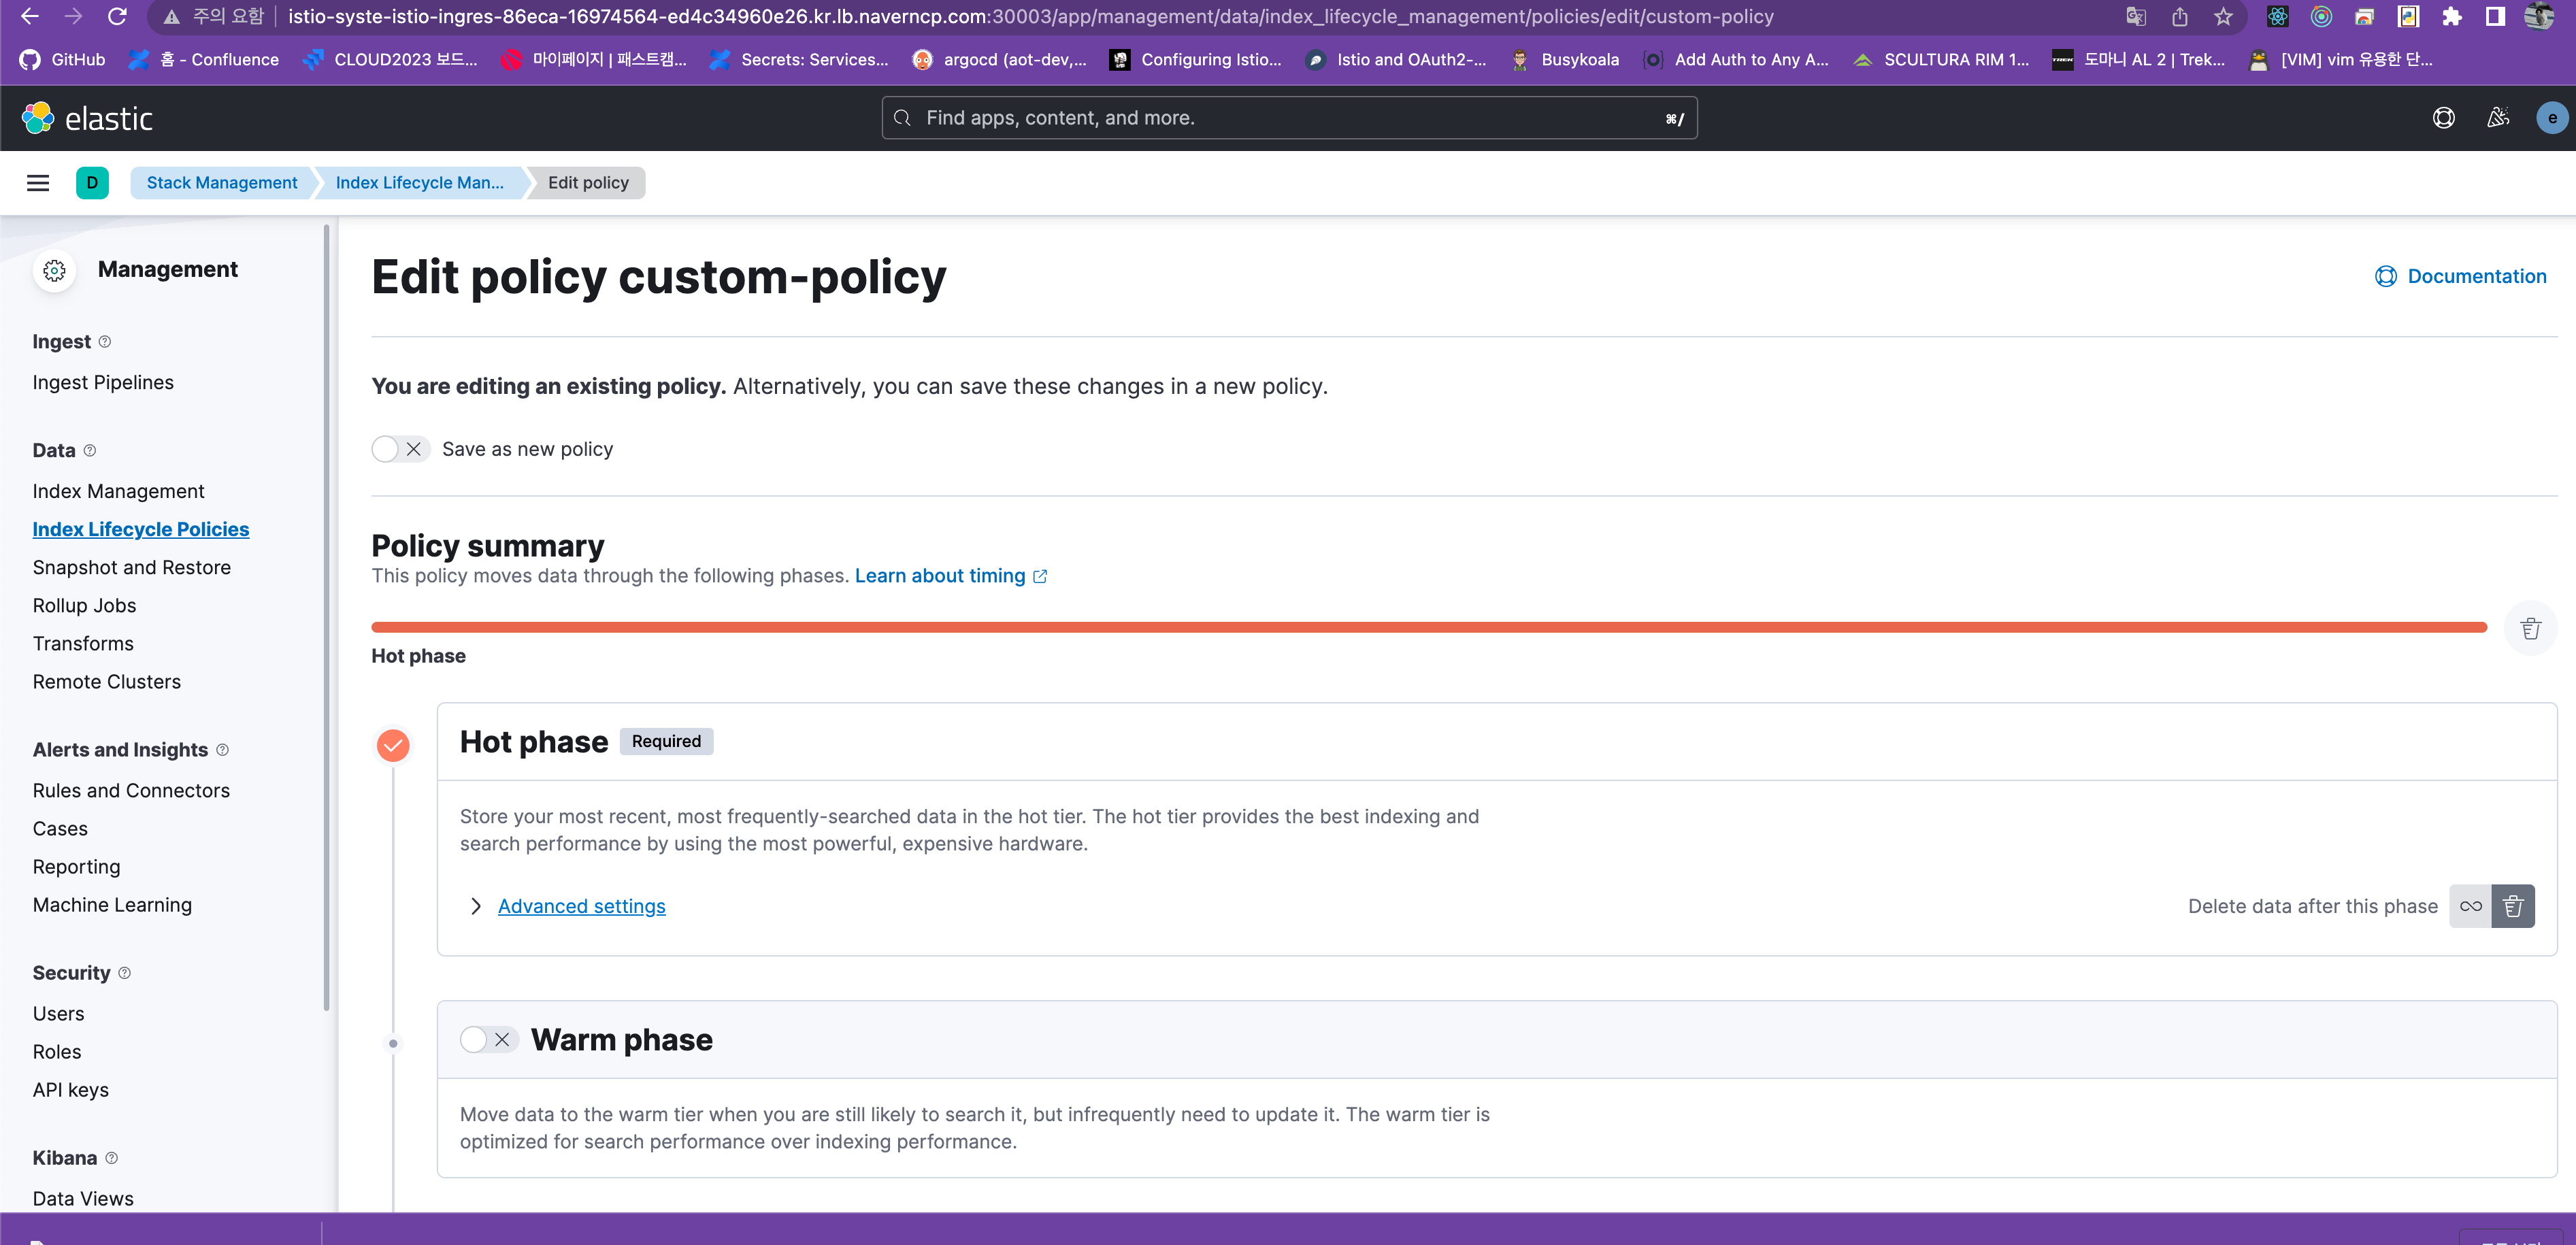 주의 요함
istio-syste-istio-ingres-86eca-16974564-ed4c34960e26.kr.lb.naverncp.com:30003/app/management/data/index_lifecycle_management/policies/edit/custom-policy
GitHub
홈 - Confluence
CLOUD2023 보드...
마이페이지 | 패스트캠...
Secrets: Services...
argocd (aot-dev,...
Configuring Istio...
Istio and OAuth2-...
Busykoala
Add Auth to Any A...
SCULTURA RIM 1...
TREK
도마니 AL 2 | Trek...
[VIM] vim 유용한 단...
elastic
Find apps, content, and more.
⌘/
e
D
Stack Management
Index Lifecycle Man...
Edit policy
Management
Ingest
Ingest Pipelines
Data
Index Management
Index Lifecycle Policies
Snapshot and Restore
Rollup Jobs
Transforms
Remote Clusters
Alerts and Insights
Rules and Connectors
Cases
Reporting
Machine Learning
Security
Users
Roles
API keys
Kibana
Data Views
Edit policy custom-policy
Documentation
You are editing an existing policy. Alternatively, you can save these changes in a new policy.
Save as new policy
Policy summary
This policy moves data through the following phases. Learn about timing
Hot phase
Hot phase
Required
Store your most recent, most frequently-searched data in the hot tier. The hot tier provides the best indexing and
search performance by using the most powerful, expensive hardware.
Advanced settings
Delete data after this phase
Warm phase
Move data to the warm tier when you are still likely to search it, but infrequently need to update it. The warm tier is
optimized for search performance over indexing performance.